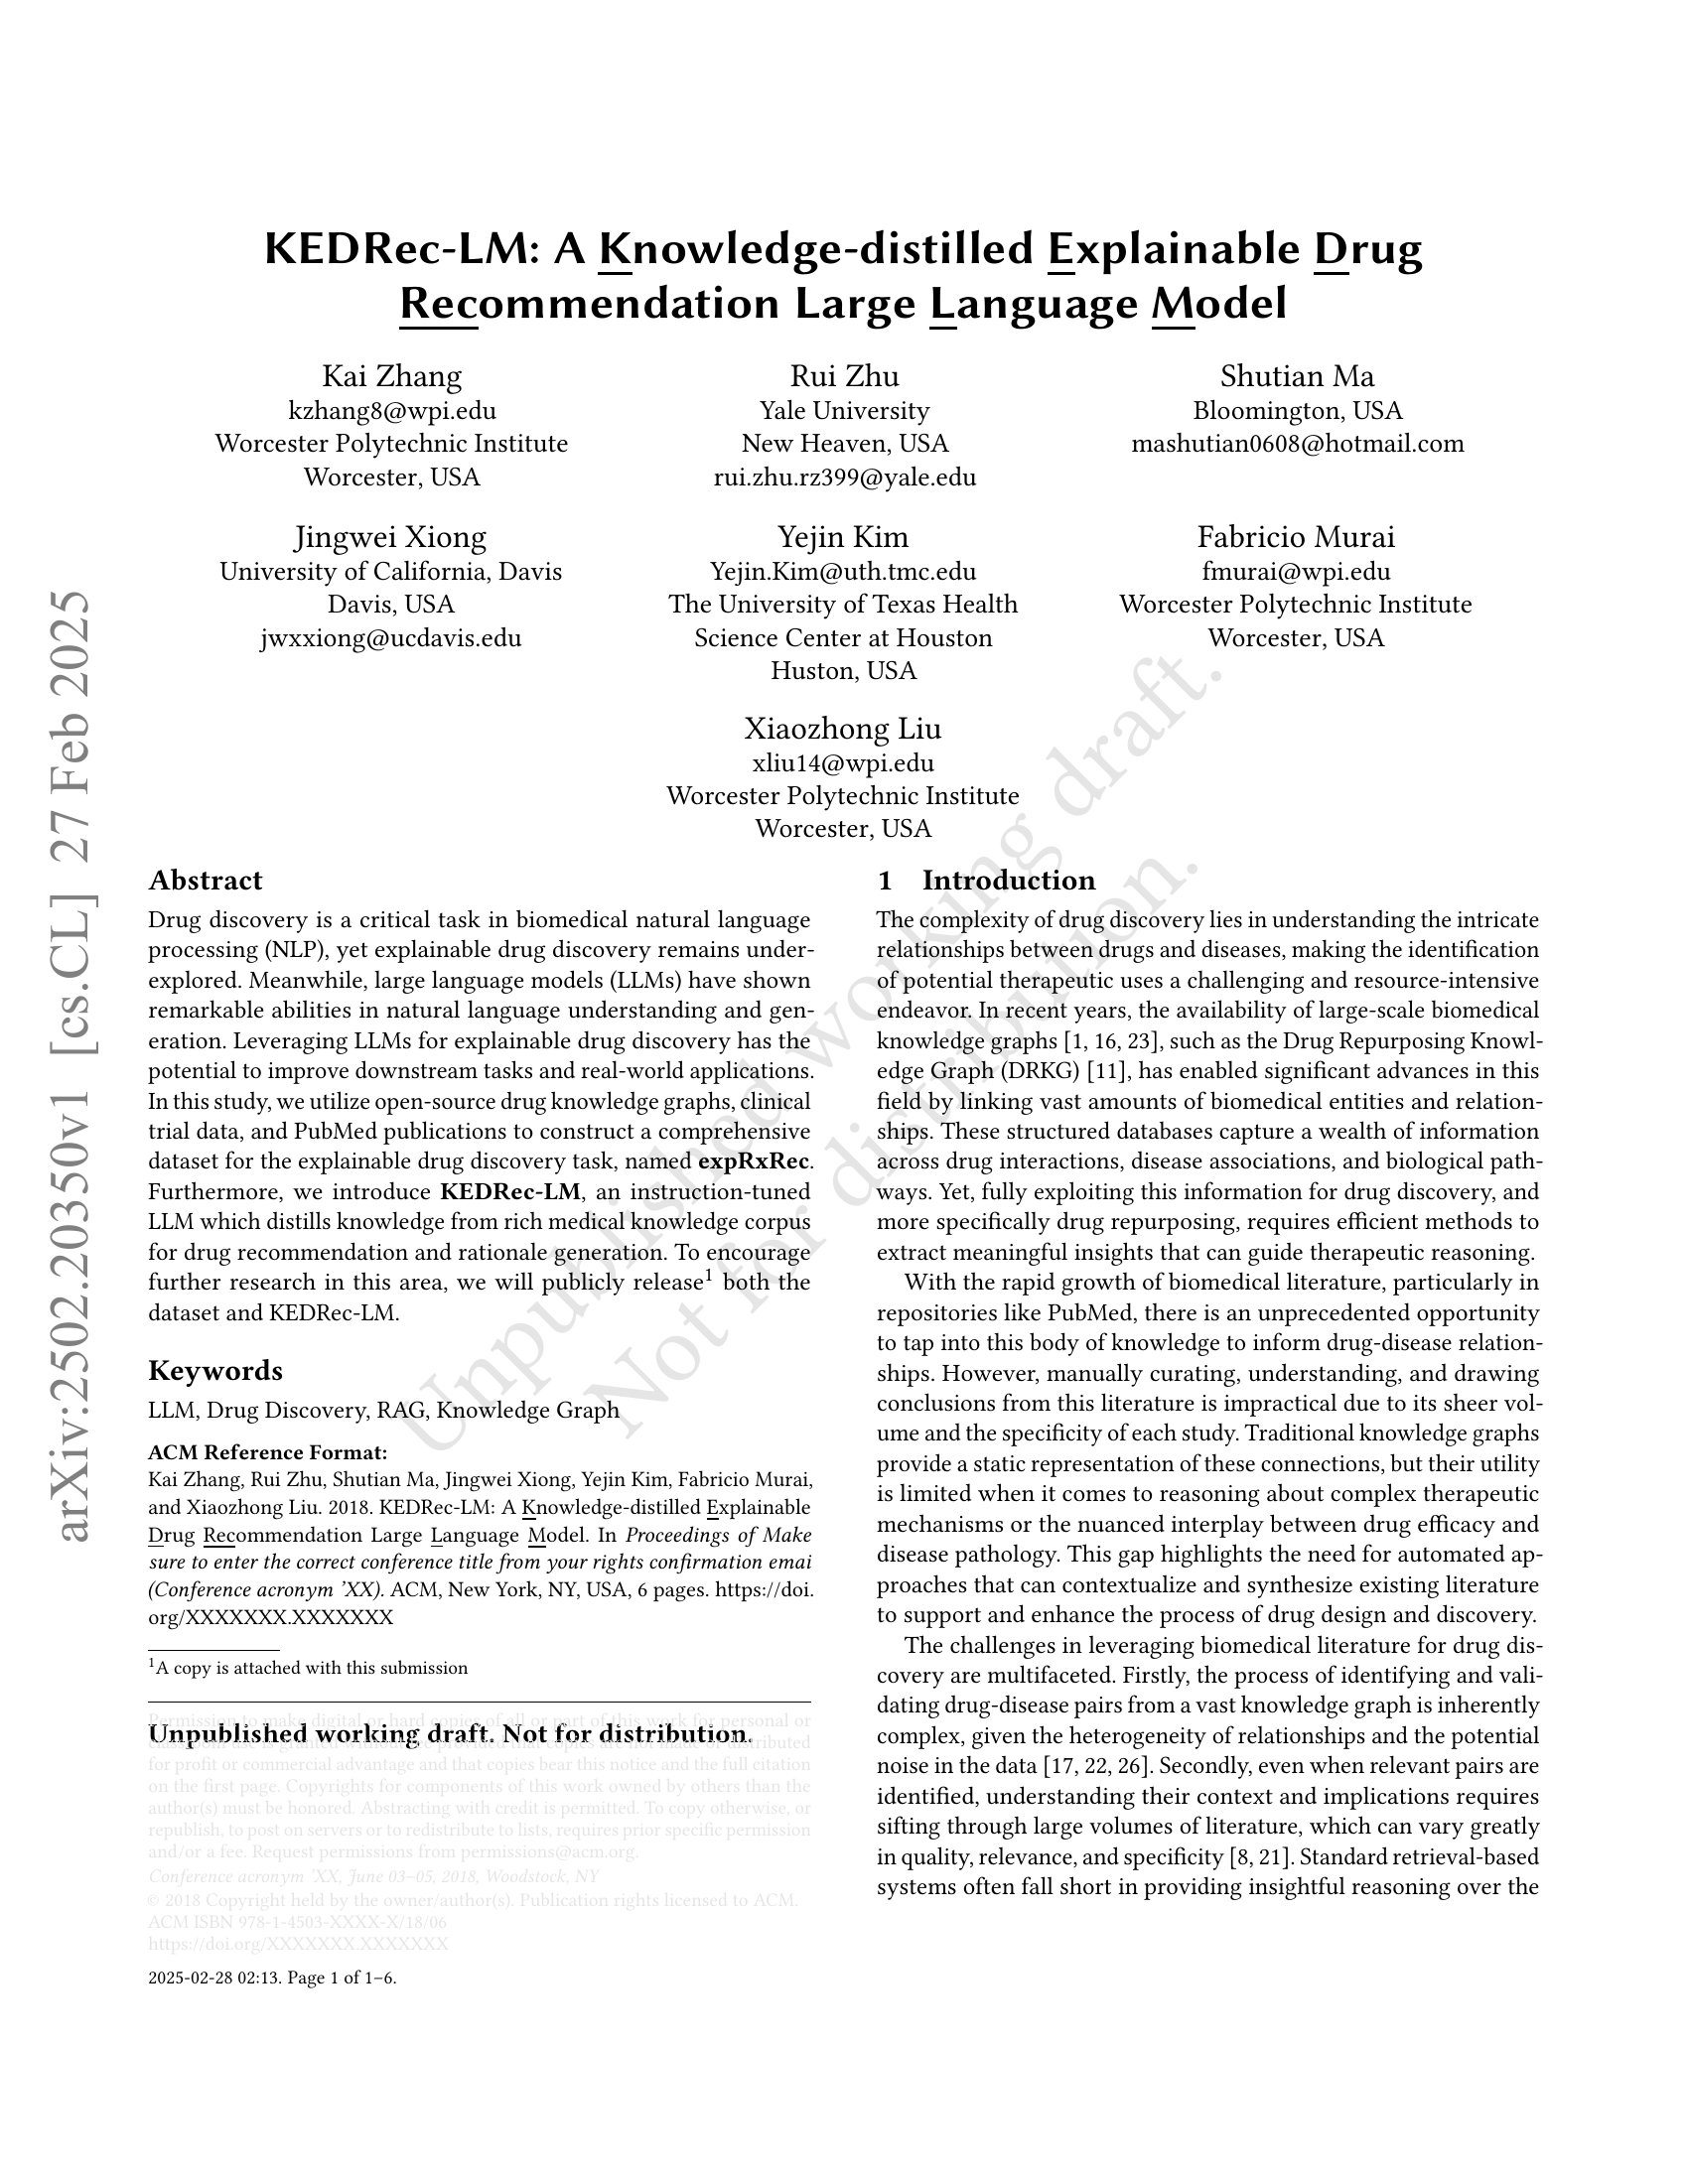 KEDRec-LM: A Knowledge-distilled Explainable Drug
Recommendation Large Language Model
Kai Zhang
kzhang8@wpi.edu
Worcester Polytechnic Institute
Worcester, USA
Rui Zhu
Yale University
New Heaven, USA
rui.zhu.rz399@yale.edu
Shutian Ma
Bloomington, USA
mashutian0608@hotmail.com
Jingwei Xiong
University of California, Davis
Davis, USA
jwxxiong@ucdavis.edu
Yejin Kim
Yejin.Kim@uth.tmc.edu
The University of Texas Health
Science Center at Houston
Huston, USA
Fabricio Murai
fmurai@wpi.edu
Worcester Polytechnic Institute
Worcester, USA
Xiaozhong Liu
xliu14@wpi.edu
Worcester Polytechnic Institute
Worcester, USA
arXiv:2502.20350v1 [cs.CL] 27 Feb 2025
Unpublished working draft.
Not for distribution.
Abstract
Drug discovery is a critical task in biomedical natural language
processing (NLP), yet explainable drug discovery remains under-
explored. Meanwhile, large language models (LLMs) have shown
remarkable abilities in natural language understanding and gen-
eration. Leveraging LLMs for explainable drug discovery has the
potential to improve downstream tasks and real-world applications.
In this study, we utilize open-source drug knowledge graphs, clinical
trial data, and PubMed publications to construct a comprehensive
dataset for the explainable drug discovery task, named expRxRec.
Furthermore, we introduce KEDRec-LM, an instruction-tuned
LLM which distills knowledge from rich medical knowledge corpus
for drug recommendation and rationale generation. To encourage
further research in this area, we will publicly release1 both the
dataset and KEDRec-LM.
Keywords
LLM, Drug Discovery, RAG, Knowledge Graph
ACM Reference Format:
Kai Zhang, Rui Zhu, Shutian Ma, Jingwei Xiong, Yejin Kim, Fabricio Murai,
and Xiaozhong Liu. 2018. KEDRec-LM: A Knowledge-distilled Explainable
Drug Recommendation Large Language Model. In Proceedings of Make
sure to enter the correct conference title from your rights confirmation emai
(Conference acronym ’XX). ACM, New York, NY, USA, 6 pages. https://doi.
org/XXXXXXX.XXXXXXX
1A copy is attached with this submission
Permission to make digital or hard copies of all or part of this work for personal or
Unpublished working draft. Not for distribution.
classroom use is granted without fee provided that copies are not made or distributed
for profit or commercial advantage and that copies bear this notice and the full citation
on the first page. Copyrights for components of this work owned by others than the
author(s) must be honored. Abstracting with credit is permitted. To copy otherwise, or
republish, to post on servers or to redistribute to lists, requires prior specific permission
and/or a fee. Request permissions from permissions@acm.org.
Conference acronym ’XX, June 03–05, 2018, Woodstock, NY
© 2018 Copyright held by the owner/author(s). Publication rights licensed to ACM.
ACM ISBN 978-1-4503-XXXX-X/18/06
https://doi.org/XXXXXXX.XXXXXXX
2025-02-28 02:13. Page 1 of 1–6.
1 Introduction
The complexity of drug discovery lies in understanding the intricate
relationships between drugs and diseases, making the identification
of potential therapeutic uses a challenging and resource-intensive
endeavor. In recent years, the availability of large-scale biomedical
knowledge graphs [1, 16, 23], such as the Drug Repurposing Knowl-
edge Graph (DRKG) [11], has enabled significant advances in this
field by linking vast amounts of biomedical entities and relation-
ships. These structured databases capture a wealth of information
across drug interactions, disease associations, and biological path-
ways. Yet, fully exploiting this information for drug discovery, and
more specifically drug repurposing, requires efficient methods to
extract meaningful insights that can guide therapeutic reasoning.
With the rapid growth of biomedical literature, particularly in
repositories like PubMed, there is an unprecedented opportunity
to tap into this body of knowledge to inform drug-disease relation-
ships. However, manually curating, understanding, and drawing
conclusions from this literature is impractical due to its sheer vol-
ume and the specificity of each study. Traditional knowledge graphs
provide a static representation of these connections, but their utility
is limited when it comes to reasoning about complex therapeutic
mechanisms or the nuanced interplay between drug efficacy and
disease pathology. This gap highlights the need for automated ap-
proaches that can contextualize and synthesize existing literature
to support and enhance the process of drug design and discovery.
The challenges in leveraging biomedical literature for drug dis-
covery are multifaceted. Firstly, the process of identifying and vali-
dating drug-disease pairs from a vast knowledge graph is inherently
complex, given the heterogeneity of relationships and the potential
noise in the data [17, 22, 26]. Secondly, even when relevant pairs are
identified, understanding their context and implications requires
sifting through large volumes of literature, which can vary greatly
in quality, relevance, and specificity [8, 21]. Standard retrieval-based
systems often fall short in providing insightful reasoning over the